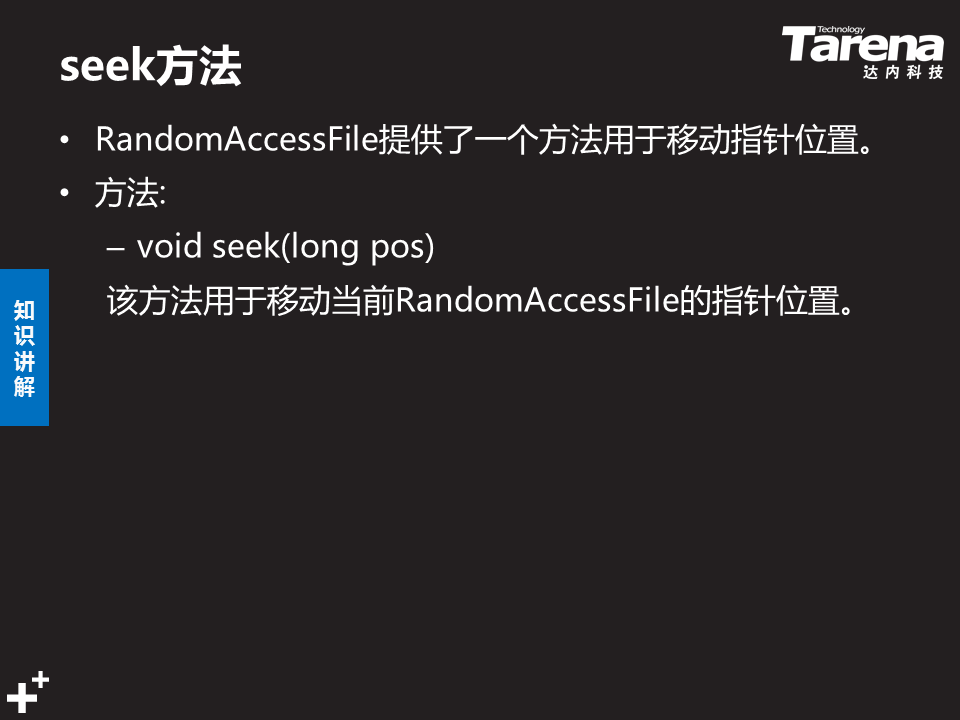 seek方法
Technology
Tarena
达内科技
• RandomAccessFile提供了一个方法用于移动指针位置。
• 方法:
– void seek(long pos)
该方法用于移动当前RandomAccessFile的指针位置。
知
识
讲
解